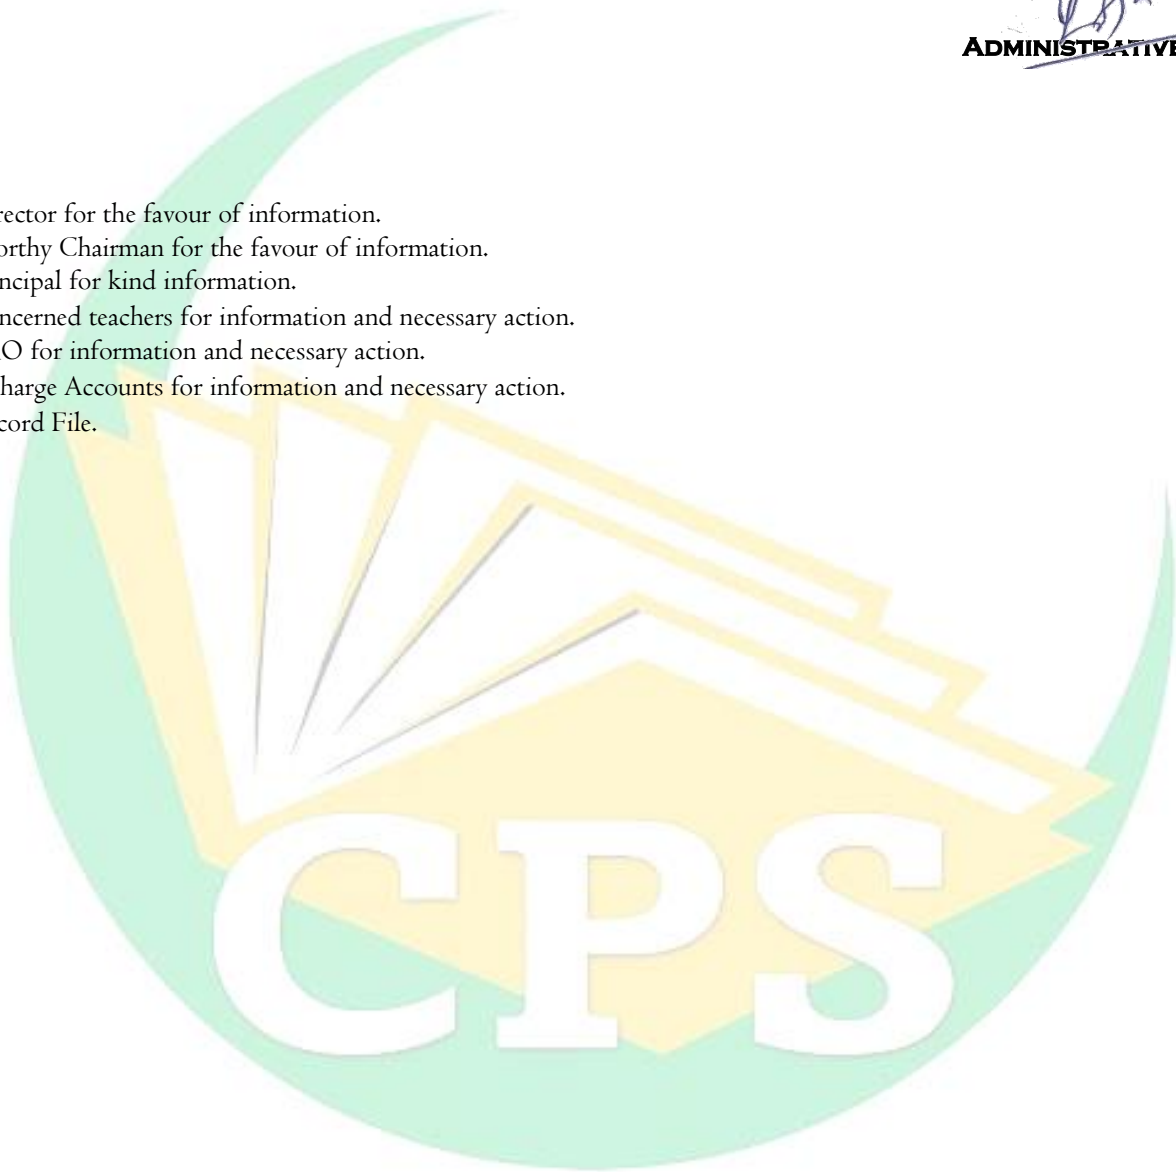 ADMINISTRATIVE
rector for the favour of information.
orthy Chairman for the favour of information.
ncipal for kind information.
ncerned teachers for information and necessary action.
O for information and necessary action.
harge Accounts for information and necessary action.
cord File.
CPS